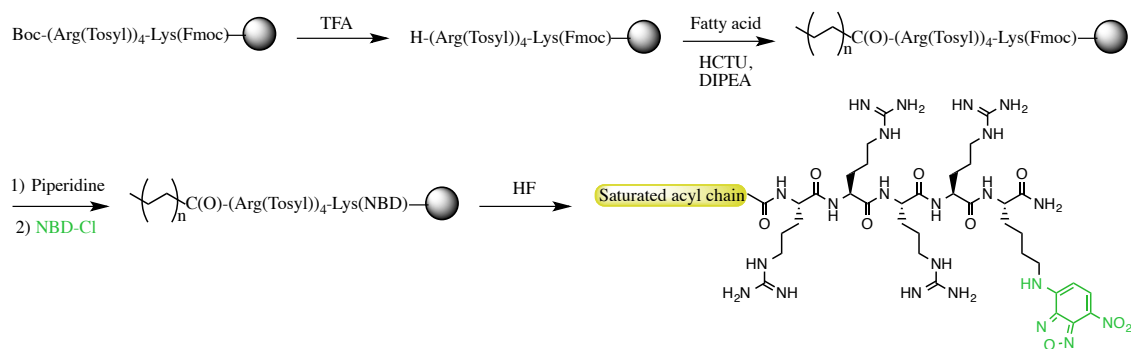 Boc-(Arg(Tosyl))4-Lys(Fmoc)
TFA
H-(Arg(Tosyl))4-Lys(Fmoc)
Fatty acid
HCTU,
DIPEA
n
C(O)-(Arg(Tosyl))4-Lys(Fmoc)
1) Piperidine
2) NBD-Cl
n
C(O)-(Arg(Tosyl))4-Lys(NBD)
HF
Saturated acyl chain
HN
NH2
NH
HN
NH2
NH
O
H
N
O
N
H
O
H
N
O
N
H
O
H
N
O
NH2
O
NH
H2N
NH
NH
HN
NH2
HN
N
O
N
NO2